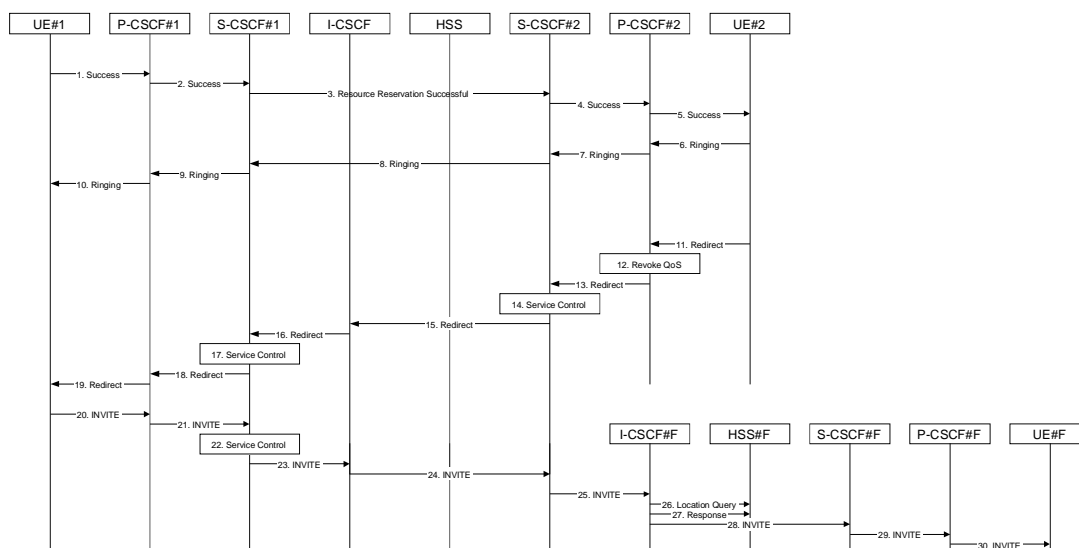 UE#1 P-CSCF#1 S-CSCF#1 I-CSCF HSS S-CSCF#2 P-CSCF#2 UE#2
1. Success
2. Success
3. Resource Reservation Successful
4. Success
5. Success
6. Ringing
7. Ringing
8. Ringing
9. Ringing
10. Ringing
11. Redirect
12. Revoke QoS
13. Redirect
14. Service Control
15. Redirect
16. Redirect
17. Service Control
18. Redirect
19. Redirect
20. INVITE
21. INVITE
I-CSCF#F HSS#F S-CSCF#F P-CSCF#F UE#F
22. Service Control
23. INVITE
24. INVITE
25. INVITE
26. Location Query
27. Response
28. INVITE
29. INVITE
30. INVITE